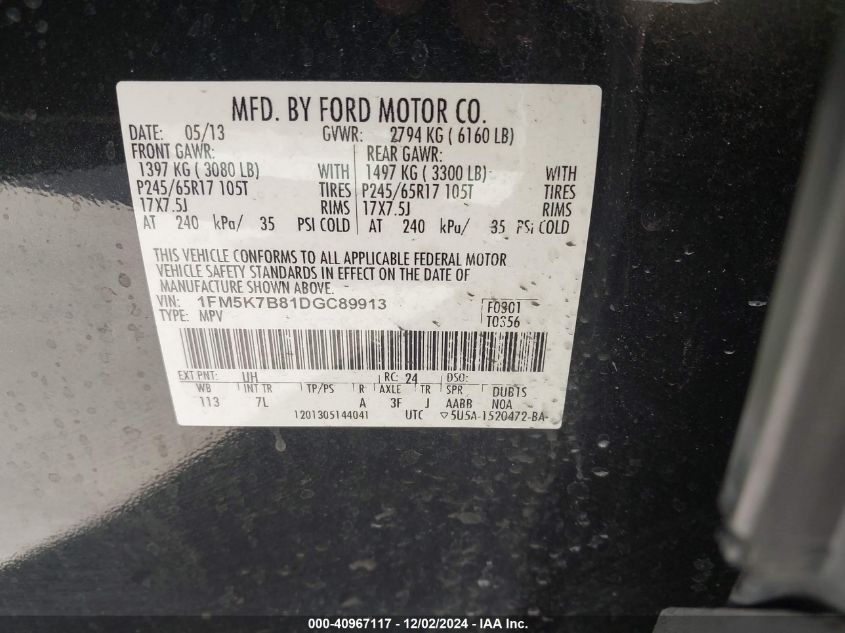 MFD. BY FORD MOTOR CO.
DATE: 05/13 GVWR: 2794 KG ( 6160 LB)
FRONT GAWR: REAR GAWR:
1397 KG ( 3080 LB) WITH 1497 KG ( 3300 LB) WITH
P245/65R17 105T TIRES P245/65R17 105T TIRES
17X7.5J RIMS 17X7.5J RIMS
AT 240 kPa/ 35 PSI COLD AT 240 kPa/ 35 PSI COLD
THIS VEHICLE CONFORMS TO ALL APPLICABLE FEDERAL MOTOR
VEHICLE SAFETY STANDARDS IN EFFECT ON THE DATE OF
MANUFACTURE SHOWN ABOVE.
VIN: 1FM5K7B81DGC89913 F0301
TYPE: MPV T0356
EXT PNT: UH RC: 24 DSO:
WB INT TR TP/PS R AXLE TR SPR DUBTS
113 7L A 3F J AABB N0A
1201305144041 UTC ▽5U5A-1520472-BA
000-40967117 - 12/02/2024 - IAA Inc.